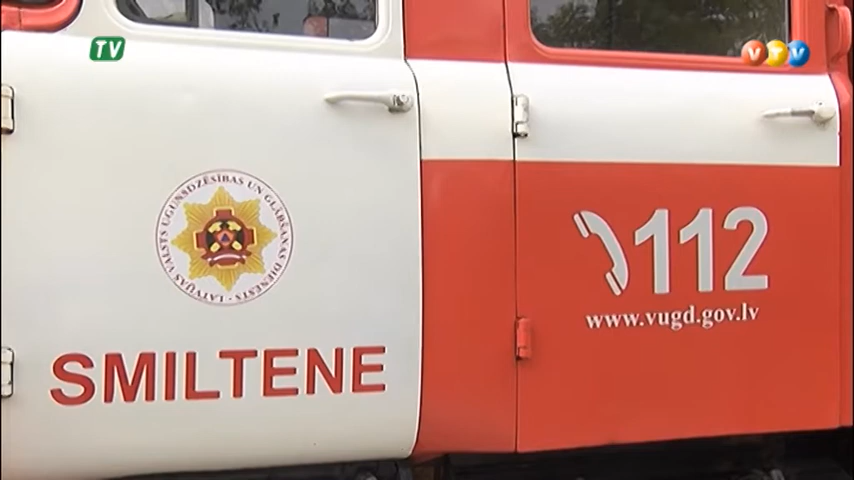 TV
VTV
LATVIJAS VALSTS UGUNSDZĒSĪBAS UN GLĀBŠANAS DIENESTS
SMILTENE
112
www.vugd.gov.lv